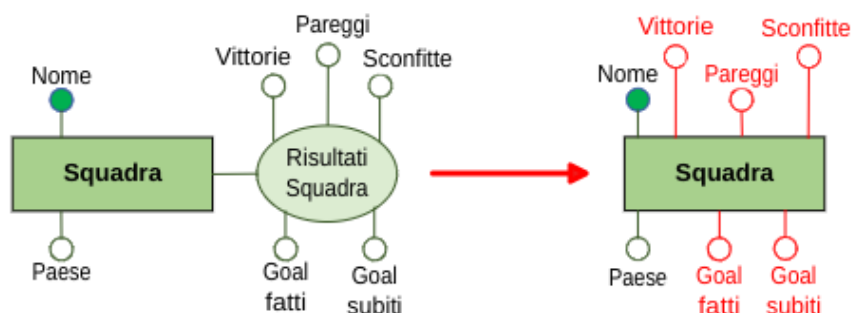 Nome
Vittorie
Pareggi
Sconfitte
Squadra
Risultati
Squadra
Paese
Goal
fatti
Goal
subiti
Vittorie
Sconfitte
Nome
Pareggi
Squadra
Paese
Goal
fatti
Goal
subiti